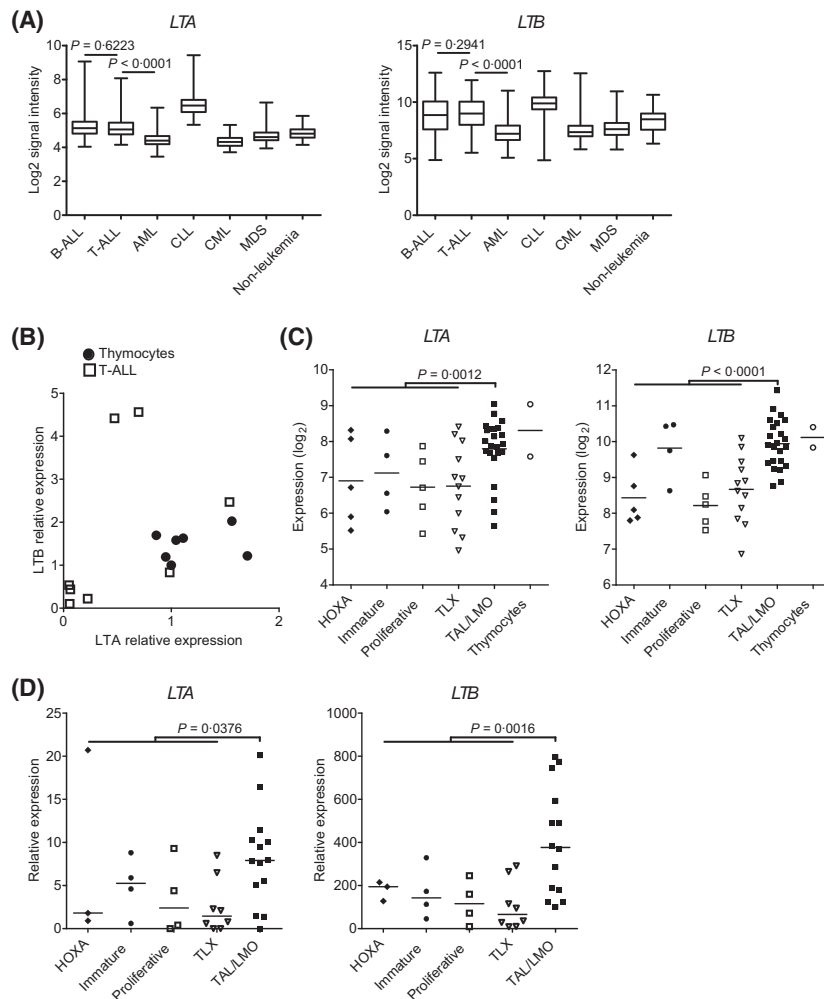 (A)
LTA
LTB
P = 0·6223
P < 0·0001
P = 0·2941
P < 0·0001
Log2 signal intensity
10
8
6
4
2
0
Log2 signal intensity
15
10
5
0
B-ALL
T-ALL
AML
CLL
CML
MDS
Non-leukemia
B-ALL
T-ALL
AML
CLL
CML
MDS
Non-leukemia
(B)
Thymocytes
T-ALL
LTB relative expression
5
4
3
2
1
0
0
1
2
LTA relative expression
(C)
LTA
LTB
P = 0·0012
P < 0·0001
Expression (log2)
10
9
8
7
6
5
4
Expression (log2)
12
11
10
9
8
7
6
HOXA
Immature
Proliferative
TLX
TAL/LMO
Thymocytes
HOXA
Immature
Proliferative
TLX
TAL/LMO
Thymocytes
(D)
LTA
LTB
P = 0·0376
P = 0·0016
Relative expression
25
20
15
10
5
0
Relative expression
1000
800
600
400
200
0
HOXA
Immature
Proliferative
TLX
TAL/LMO
HOXA
Immature
Proliferative
TLX
TAL/LMO